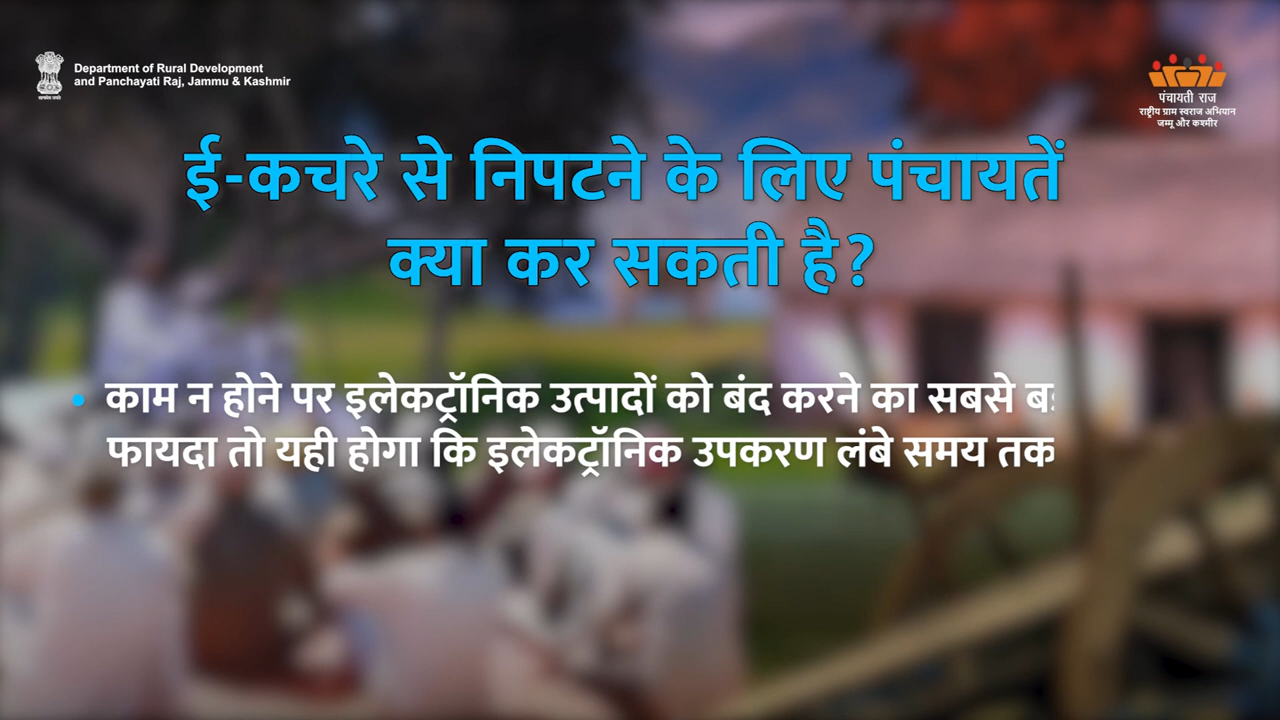 Department of Rural Development
and Panchayati Raj, Jammu & Kashmir
पंचायती राज
राष्ट्रीय ग्राम स्वराज अभियान
जम्मू और कश्मीर
ई-कचरे से निपटने के लिए पंचायतें
क्या कर सकती है?
• काम न होने पर इलेक्ट्रॉनिक उत्पादों को बंद करने का सबसे
फायदा तो यही होगा कि इलेक्ट्रॉनिक उपकरण लंबे समय तक